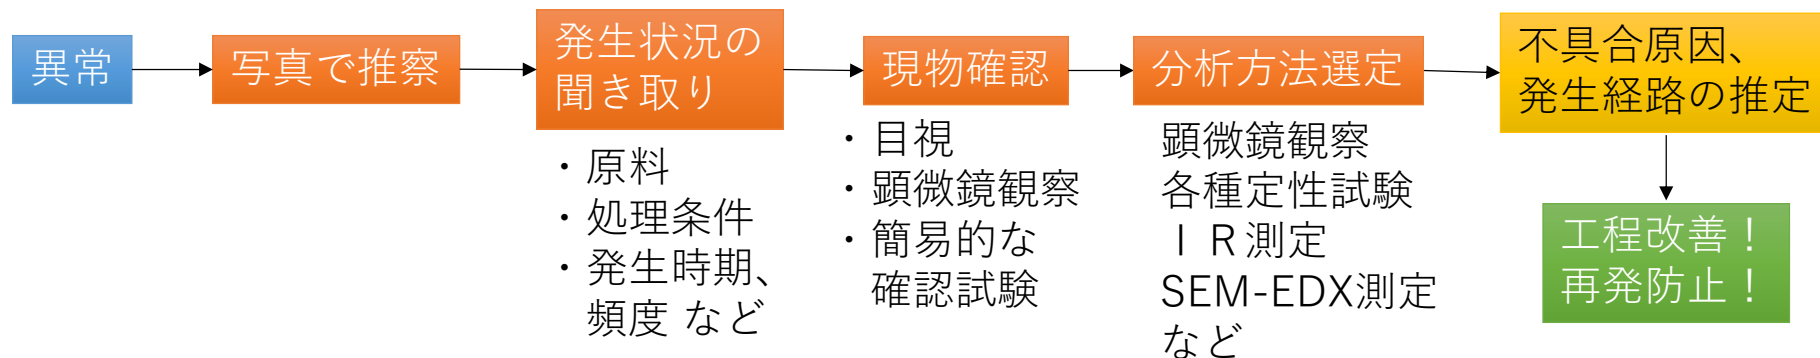 異常
写真で推察
発生状況の
聞き取り
・原料
・処理条件
・発生時期、
頻度 など
現物確認
・目視
・顕微鏡観察
・簡易的な
確認試験
分析方法選定
顕微鏡観察
各種定性試験
ＩＲ測定
SEM-EDX測定
など
不具合原因、
発生経路の推定
工程改善！
再発防止！